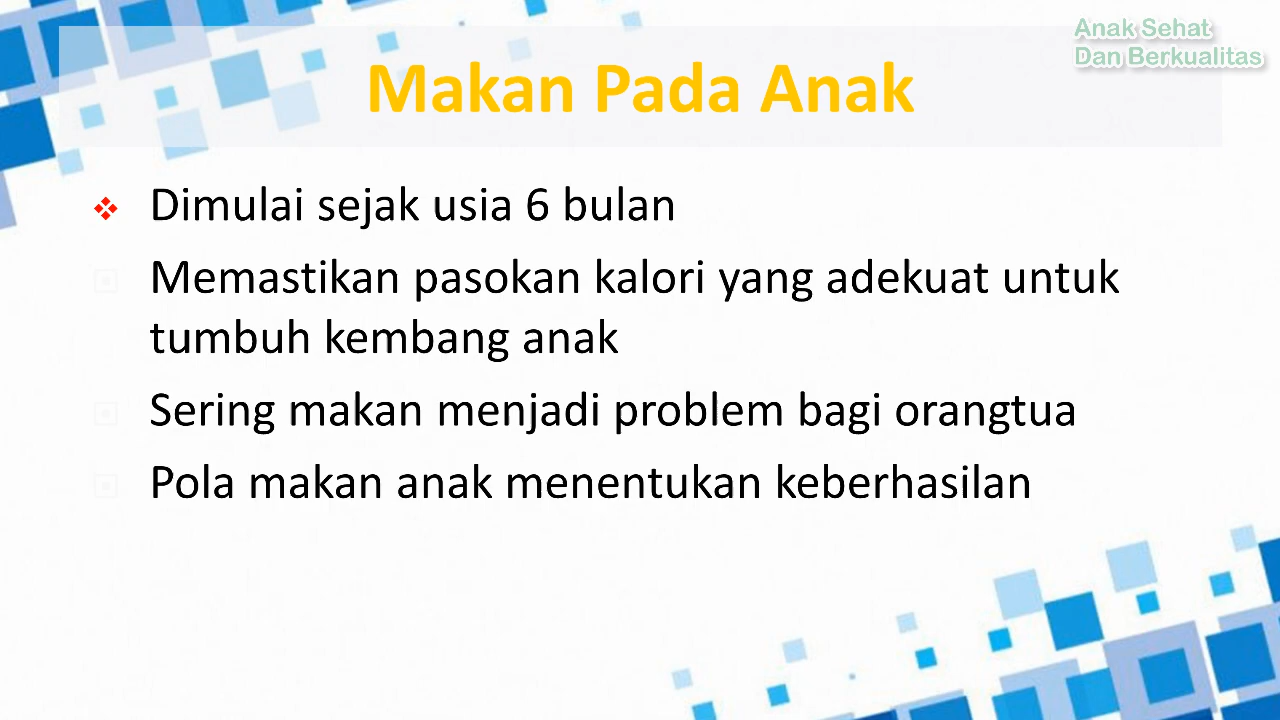 Anak Sehat
Dan Berkualitas
Makan Pada Anak
Dimulai sejak usia 6 bulan
Memastikan pasokan kalori yang adekuat untuk
tumbuh kembang anak
Sering makan menjadi problem bagi orangtua
Pola makan anak menentukan keberhasilan